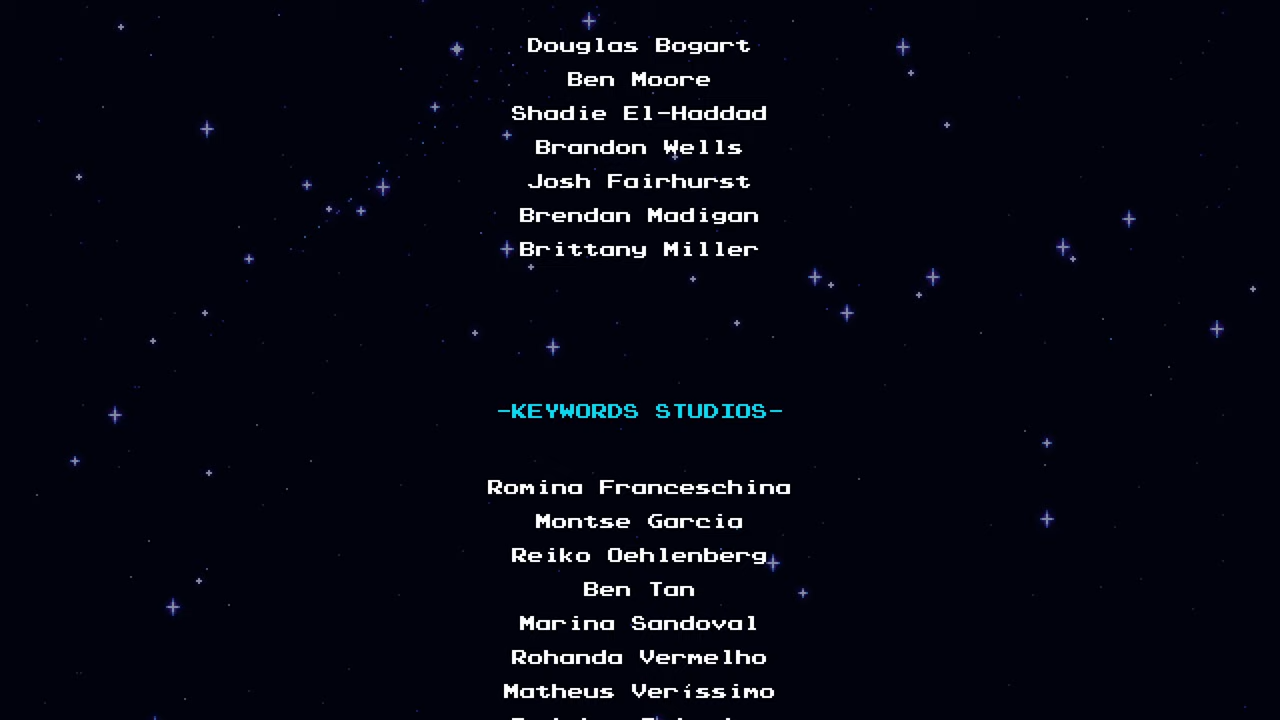 Douglas Bogart
Ben Moore
Shadie El-Haddad
Brandon Wells
Josh Fairhurst
Brendan Madigan
Brittany Miller
-KEYWORDS STUDIOS-
Romina Franceschina
Montse Garcia
Reiko Oehlenberg
Ben Tan
Marina Sandoval
Rohanda Vermelho
Matheus Veríssimo